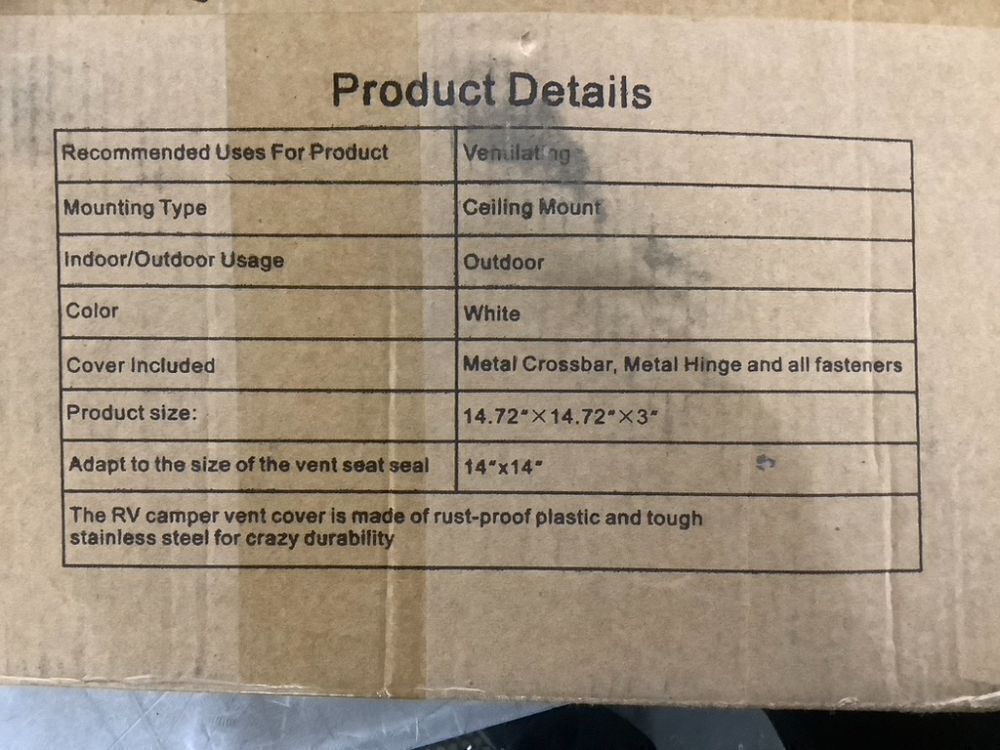 Product Details
Recommended Uses For Product Ventilating
Mounting Type Ceiling Mount
Indoor/Outdoor Usage Outdoor
Color White
Cover Included Metal Crossbar, Metal Hinge and all fasteners
Product size: 14.72"×14.72"×3"
Adapt to the size of the vent seat seal 14"x14"
The RV camper vent cover is made of rust-proof plastic and tough
stainless steel for crazy durability